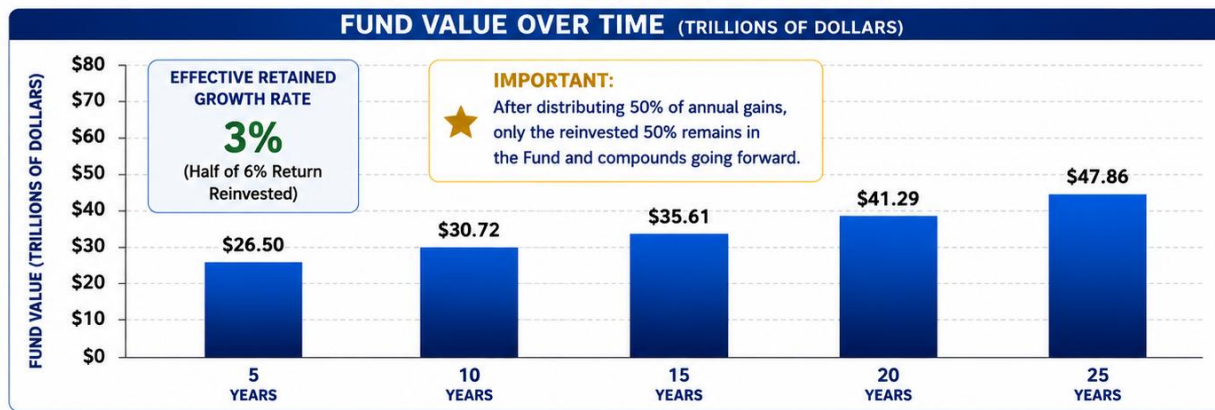 FUND VALUE OVER TIME (TRILLIONS OF DOLLARS)
FUND VALUE (TRILLIONS OF DOLLARS)
$80
$70
$60
$50
$40
$30
$20
$10
$0
EFFECTIVE RETAINED
GROWTH RATE
3%
(Half of 6% Return
Reinvested)
IMPORTANT:
After distributing 50% of annual gains,
only the reinvested 50% remains in
the Fund and compounds going forward.
$26.50
$30.72
$35.61
$41.29
$47.86
5
YEARS
10
YEARS
15
YEARS
20
YEARS
25
YEARS